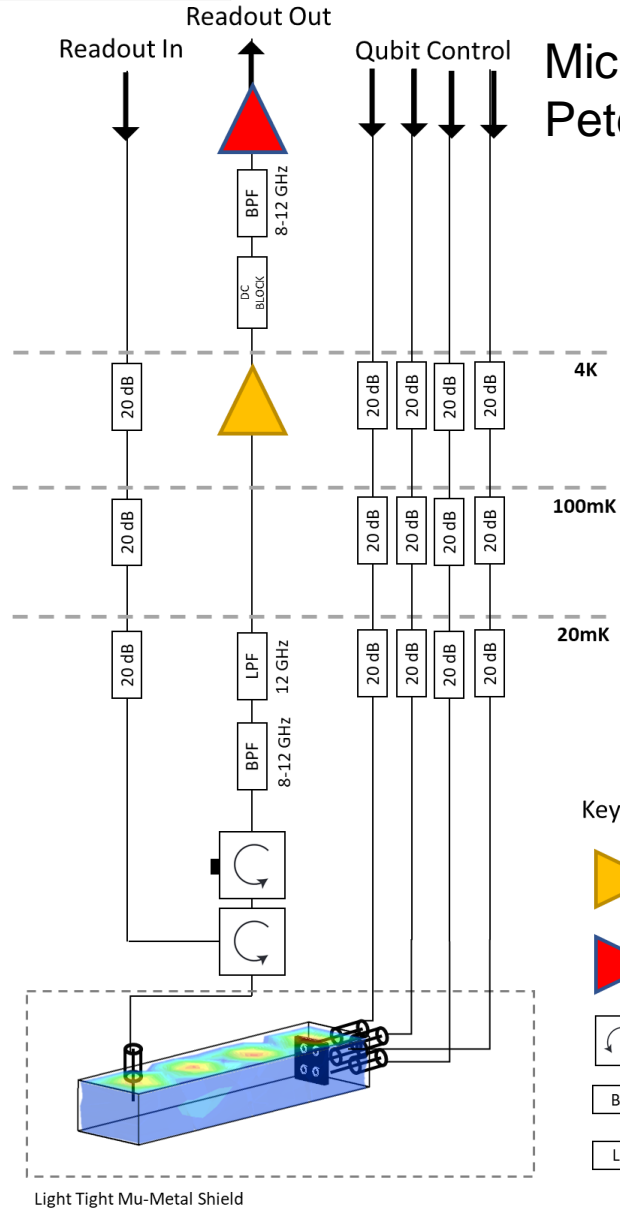 Readout Out
Readout In
Qubit Control
Mic
Pete
BPF
8-12 GHz
DC
BLOCK
4K
20 dB
20 dB
20 dB
20 dB
20 dB
100mK
20 dB
20 dB
20 dB
20 dB
20 dB
20mK
20 dB
LPF
12 GHz
20 dB
20 dB
20 dB
20 dB
BPF
8-12 GHz
Key
B
L
Light Tight Mu-Metal Shield